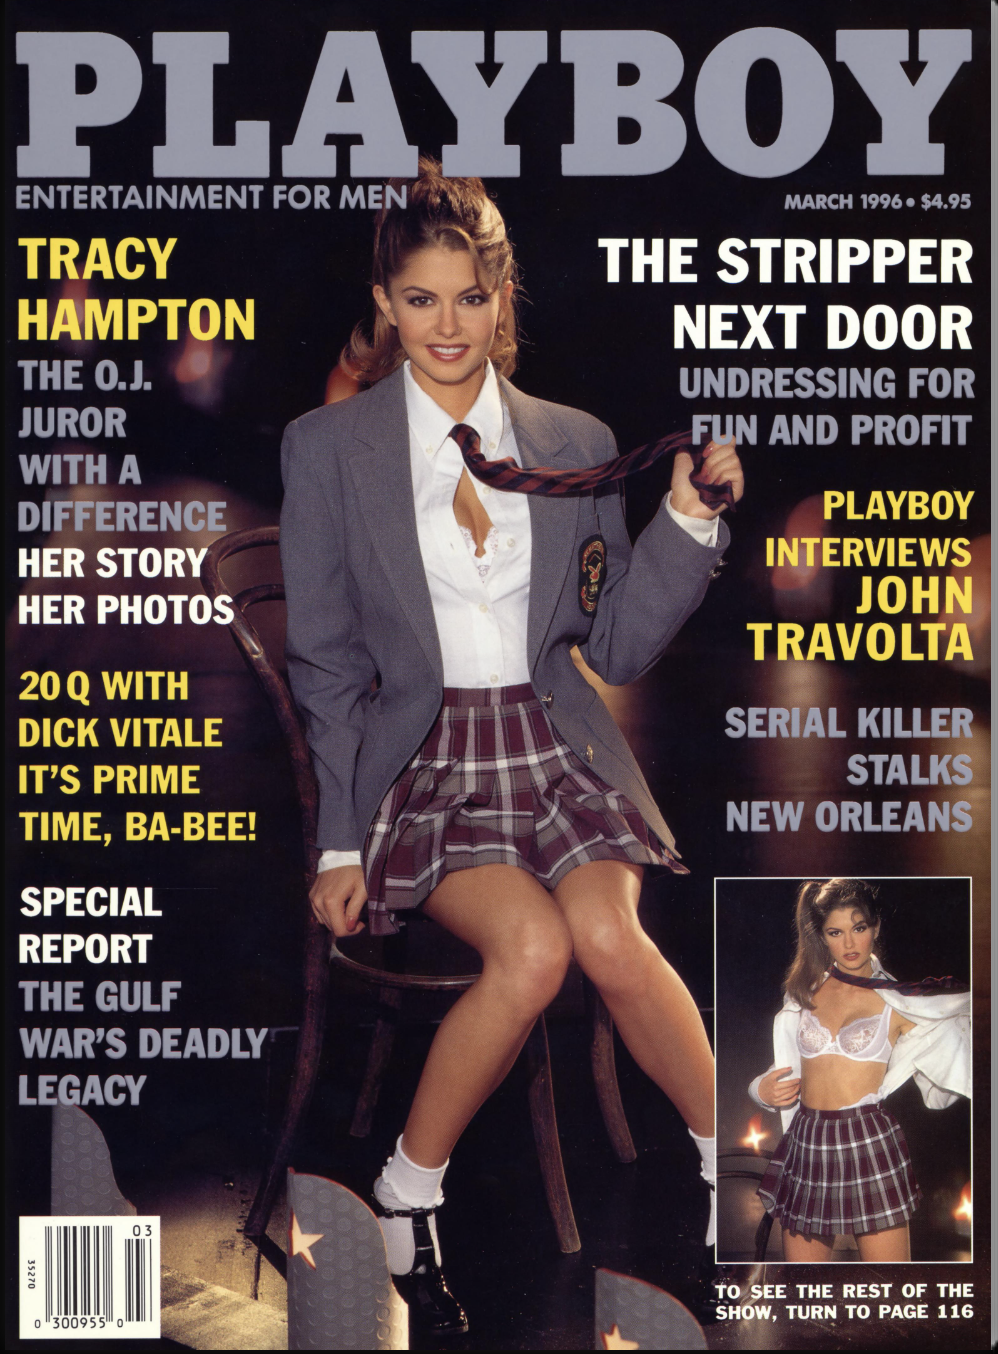 PLAYBOY
ENTERTAINMENT FOR MEN
MARCH 1996 • $4.95
TRACY
HAMPTON
THE O.J.
JUROR
WITH A
DIFFERENCE
HER STORY
HER PHOTOS
20 Q WITH
DICK VITALE
IT'S PRIME
TIME, BA-BEE!
SPECIAL
REPORT
THE GULF
WAR'S DEADLY
LEGACY
THE STRIPPER
NEXT DOOR
UNDRESSING FOR
FUN AND PROFIT
PLAYBOY
INTERVIEWS
JOHN
TRAVOLTA
SERIAL KILLER
STALKS
NEW ORLEANS
TO SEE THE REST OF THE
SHOW, TURN TO PAGE 116
03
35270
0 300955 0